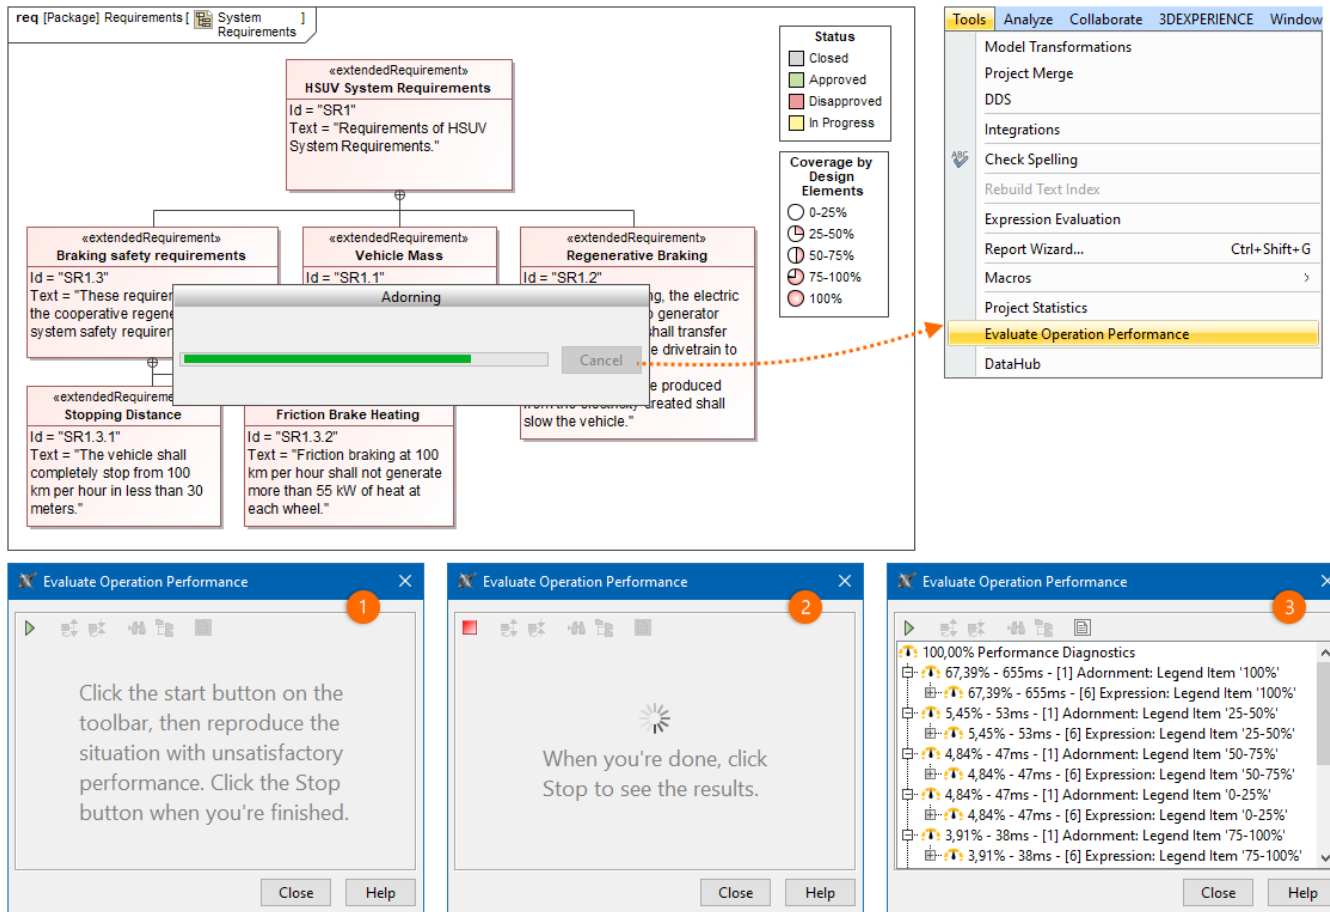 req [Package] Requirements [ System Requirements ]
«extendedRequirement»
HSUV System Requirements
Id = "SR1"
Text = "Requirements of HSUV
System Requirements."
Status
Closed
Approved
Disapproved
In Progress
Coverage by
Design
Elements
0-25%
25-50%
50-75%
75-100%
100%
«extendedRequirement»
Braking safety requirements
Id = "SR1.3"
Text = "These requirer
the cooperative regene
system safety requiren
«extendedRequirement»
Vehicle Mass
Id = "SR1.1"
«extendedRequirement»
Regenerative Braking
Id = "SR1.2"
ng, the electric
o generator
shall transfer
e drivetrain to
e produced
from the electricity created shall
slow the vehicle."
Adorning
Cancel
«extendedRequireme
Stopping Distance
Id = "SR1.3.1"
Text = "The vehicle shall
completely stop from 100
km per hour in less than 30
meters."
Friction Brake Heating
Id = "SR1.3.2"
Text = "Friction braking at 100
km per hour shall not generate
more than 55 kW of heat at
each wheel."
Tools Analyze Collaborate 3DEXPERIENCE Window
Model Transformations
Project Merge
DDS
Integrations
ABC Check Spelling
Rebuild Text Index
Expression Evaluation
Report Wizard... Ctrl+Shift+G
Macros
Project Statistics
Evaluate Operation Performance
DataHub
Evaluate Operation Performance
1
Click the start button on the
toolbar, then reproduce the
situation with unsatisfactory
performance. Click the Stop
button when you're finished.
Close Help
Evaluate Operation Performance
2
When you're done, click
Stop to see the results.
Close Help
Evaluate Operation Performance
3
100,00% Performance Diagnostics
67,39% - 655ms - [1] Adornment: Legend Item '100%'
67,39% - 655ms - [6] Expression: Legend Item '100%'
5,45% - 53ms - [1] Adornment: Legend Item '25-50%'
5,45% - 53ms - [6] Expression: Legend Item '25-50%'
4,84% - 47ms - [1] Adornment: Legend Item '50-75%'
4,84% - 47ms - [6] Expression: Legend Item '50-75%'
4,84% - 47ms - [1] Adornment: Legend Item '0-25%'
4,84% - 47ms - [6] Expression: Legend Item '0-25%'
3,91% - 38ms - [1] Adornment: Legend Item '75-100%'
3,91% - 38ms - [6] Expression: Legend Item '75-100%'
Close Help